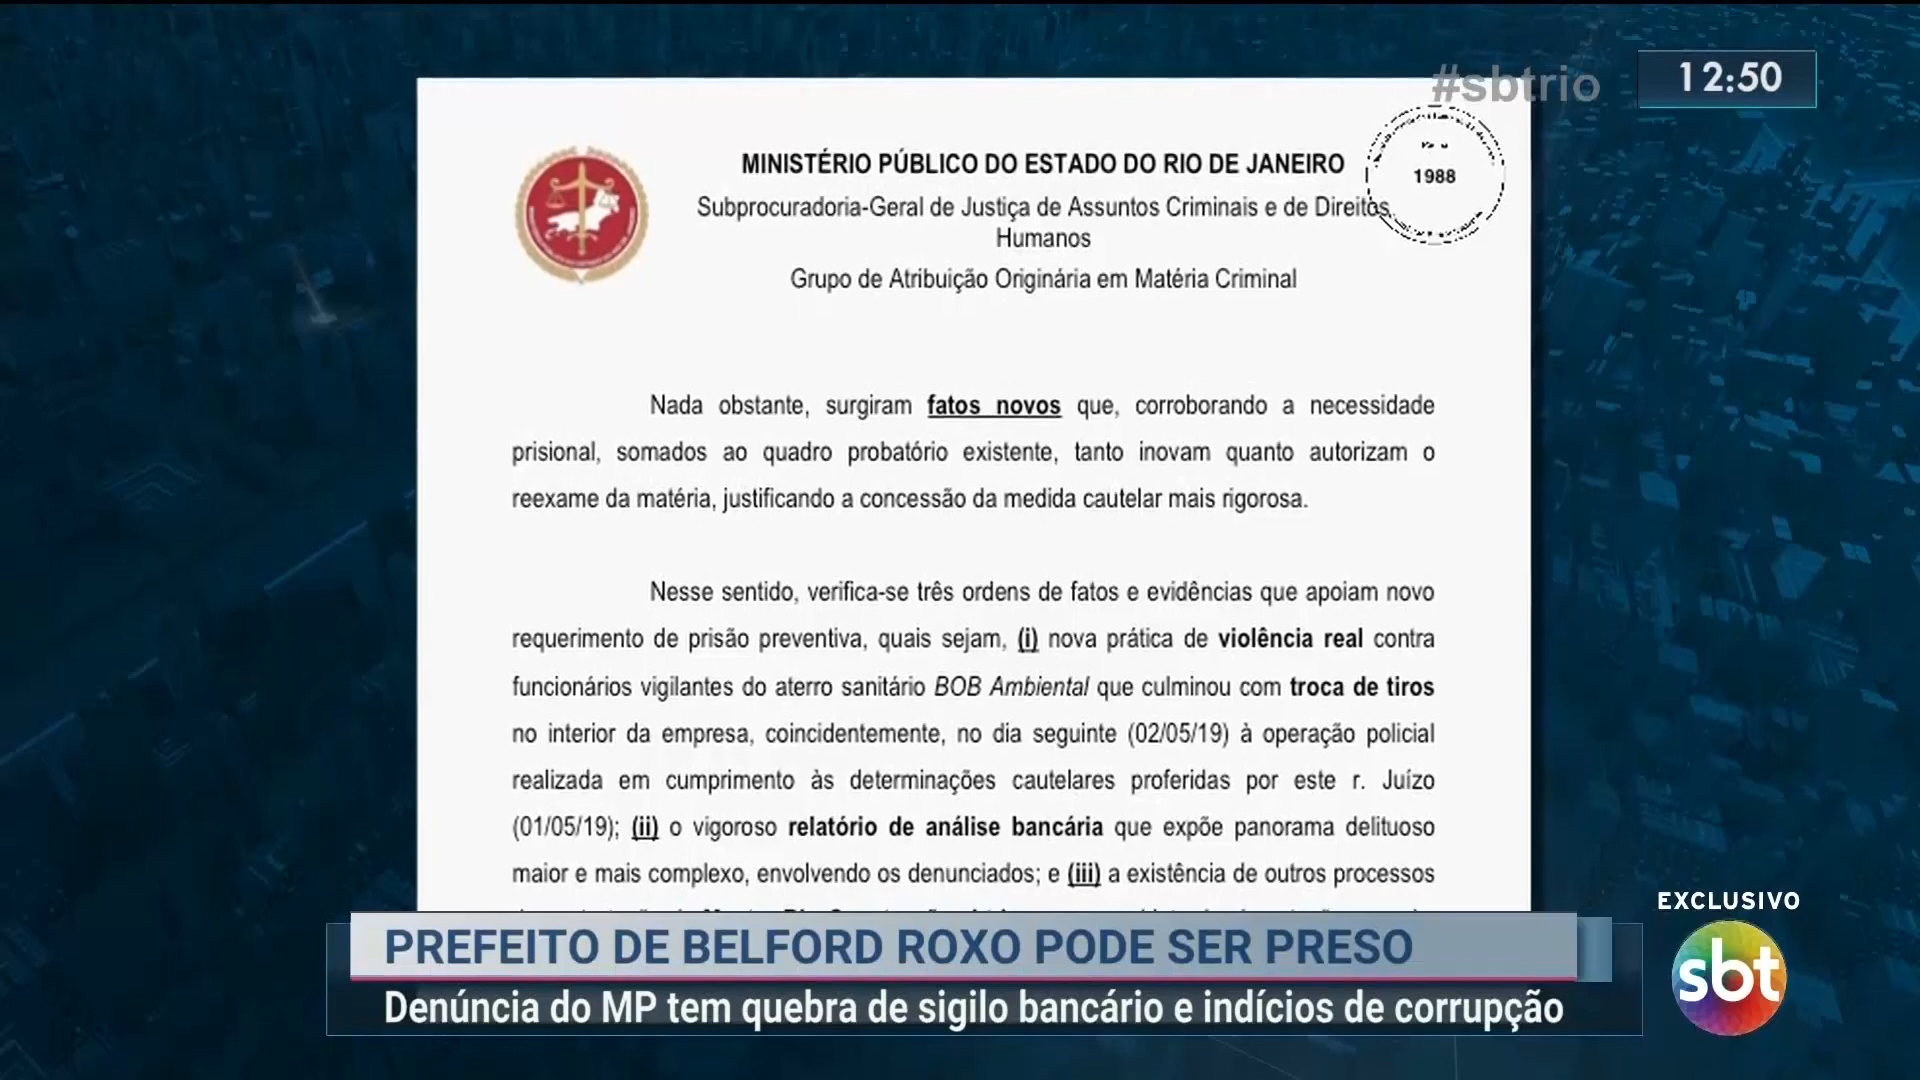 #sbtrio
12:50
MINISTÉRIO PÚBLICO DO ESTADO DO RIO DE JANEIRO
Subprocuradoria-Geral de Justiça de Assuntos Criminais e de Direitos
Humanos
Grupo de Atribuição Originária em Matéria Criminal
1988
Nada obstante, surgiram fatos novos que, corroborando a necessidade
prisional, somados ao quadro probatório existente, tanto inovam quanto autorizam o
reexame da matéria, justificando a concessão da medida cautelar mais rigorosa.
Nesse sentido, verifica-se três ordens de fatos e evidências que apoiam novo
requerimento de prisão preventiva, quais sejam, (i) nova prática de violência real contra
funcionários vigilantes do aterro sanitário BOB Ambiental que culminou com troca de tiros
no interior da empresa, coincidentemente, no dia seguinte (02/05/19) à operação policial
realizada em cumprimento às determinações cautelares proferidas por este r. Juízo
(01/05/19); (ii) o vigoroso relatório de análise bancária que expõe panorama delituoso
maior e mais complexo, envolvendo os denunciados; e (iii) a existência de outros processos
PREFEITO DE BELFORD ROXO PODE SER PRESO
Denúncia do MP tem quebra de sigilo bancário e indícios de corrupção
EXCLUSIVO
sbt